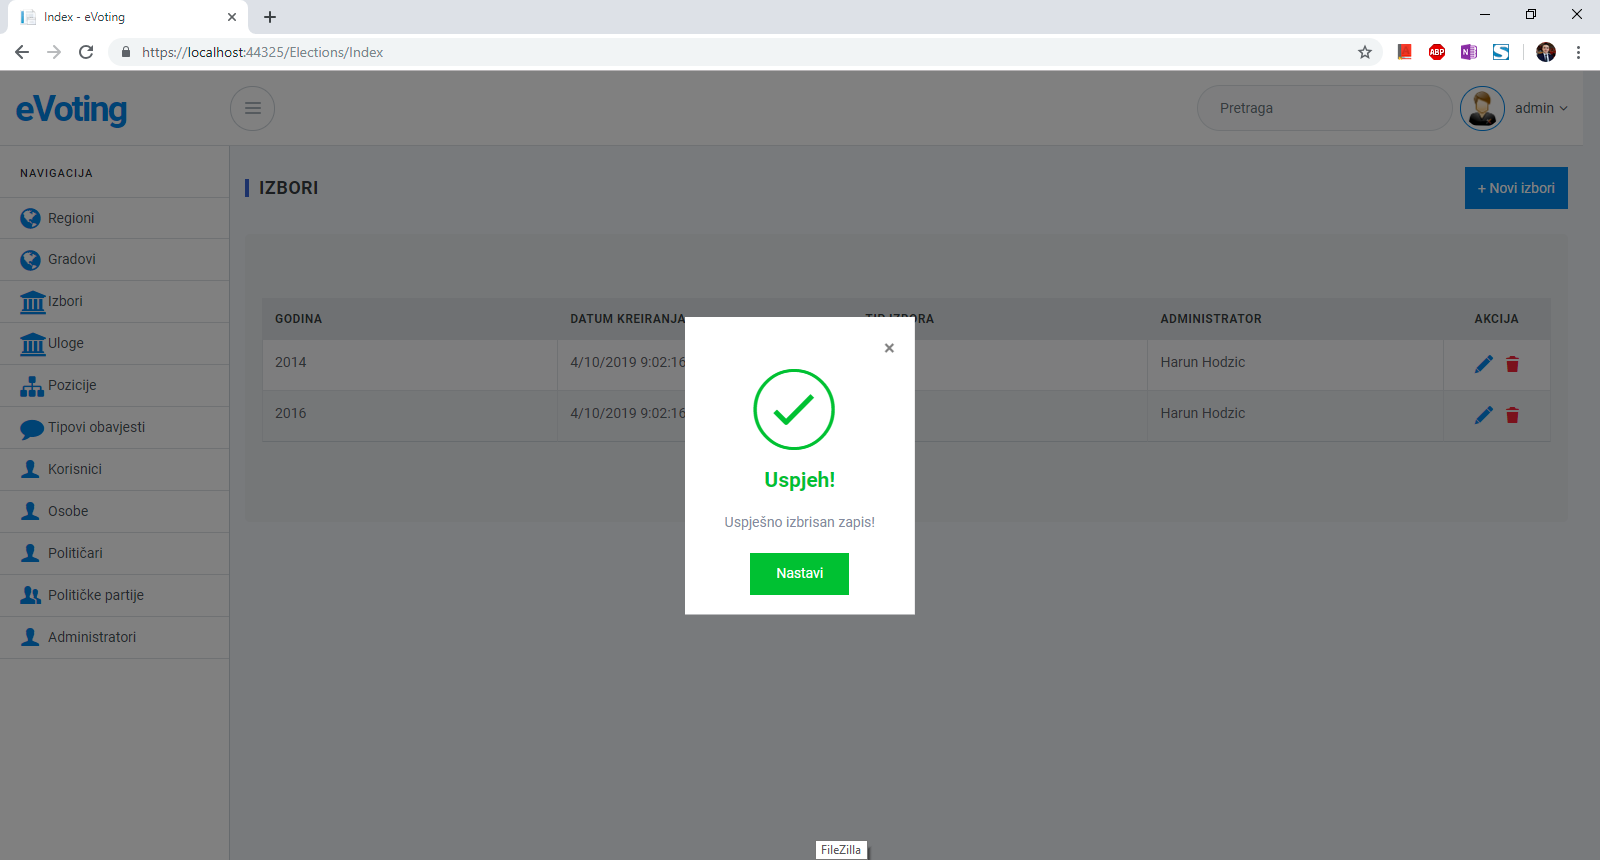 Index - eVoting
https://localhost:44325/Elections/Index
ABP
N
S
eVoting
Pretraga
admin
NAVIGACIJA
Regioni
Gradovi
Izbori
Uloge
Pozicije
Tipovi obavjesti
Korisnici
Osobe
Političari
Političke partije
Administratori
IZBORI
+ Novi izbori
GODINA DATUM KREIRANJA TIP IZBORA ADMINISTRATOR AKCIJA
2014 4/10/2019 9:02:16 Harun Hodzic
2016 4/10/2019 9:02:16 Harun Hodzic
×
Uspjeh!
Uspješno izbrisan zapis!
Nastavi
FileZilla